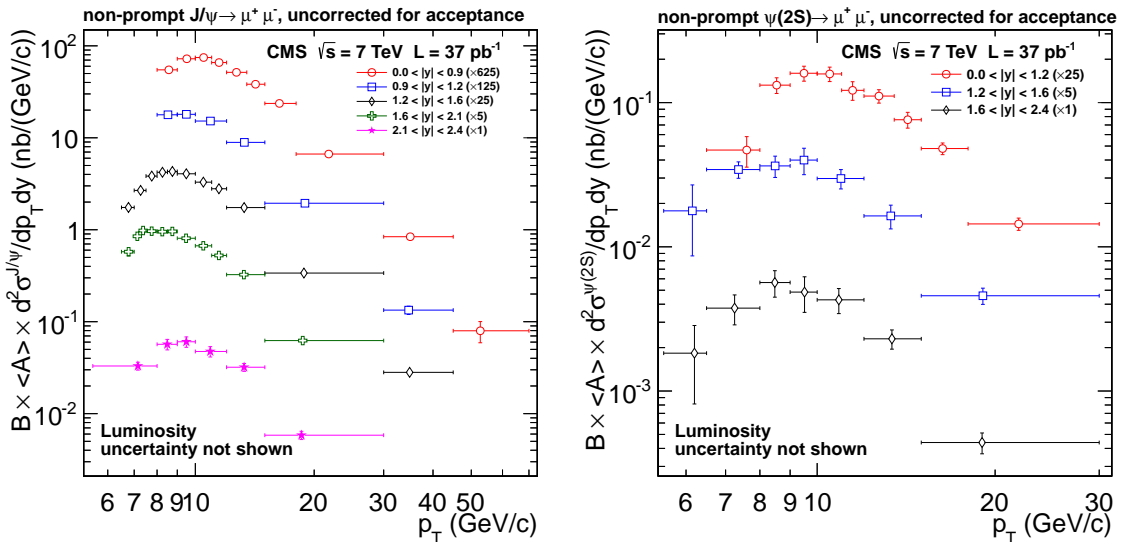 non-prompt J/ψ→ μ⁺ μ⁻, uncorrected for acceptance
CMS √s = 7 TeV L = 37 pb⁻¹
0.0 < |y| < 0.9 (×625)
0.9 < |y| < 1.2 (×125)
1.2 < |y| < 1.6 (×25)
1.6 < |y| < 2.1 (×5)
2.1 < |y| < 2.4 (×1)
B × <A> × d²σ^{J/ψ}/dp_T dy (nb/(GeV/c))
10²
10
1
10⁻¹
10⁻²
Luminosity
uncertainty not shown
6 7 8 9 10 20 30 40 50
p_T (GeV/c)
non-prompt ψ(2S)→ μ⁺ μ⁻, uncorrected for acceptance
CMS √s = 7 TeV L = 37 pb⁻¹
0.0 < |y| < 1.2 (×25)
1.2 < |y| < 1.6 (×5)
1.6 < |y| < 2.4 (×1)
B × <A> × d²σ^{ψ(2S)}/dp_T dy (nb/(GeV/c))
10⁻¹
10⁻²
10⁻³
Luminosity
uncertainty not shown
6 7 8 9 10 20 30
p_T (GeV/c)